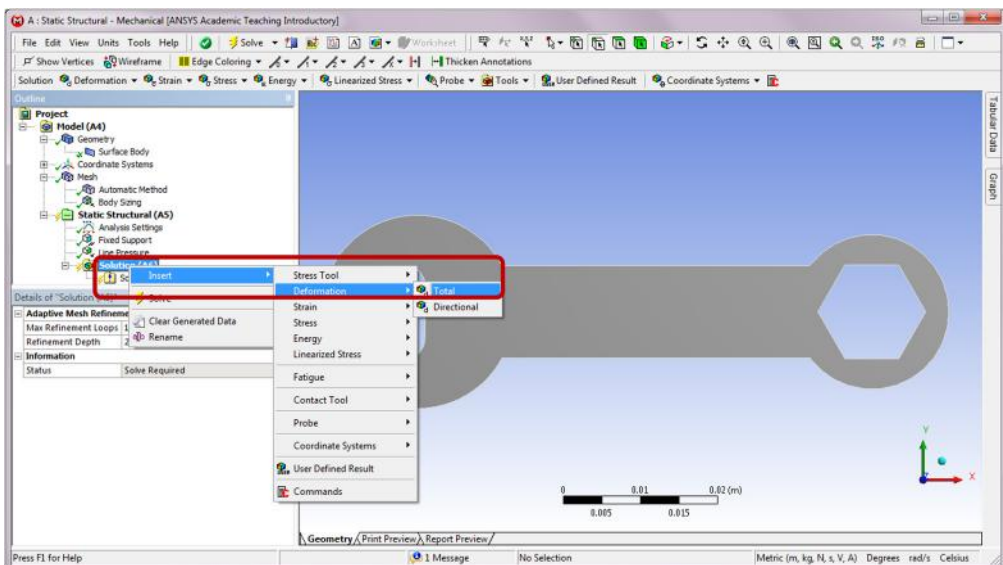 A : Static Structural - Mechanical [ANSYS Academic Teaching Introductory]
File Edit View Units Tools Help Solve Worksheet
Show Vertices Wireframe Edge Coloring Thicken Annotations
Solution Deformation Strain Stress Energy Linearized Stress Probe Tools User Defined Result Coordinate Systems
Outline
Project
Model (A4)
Geometry
Surface Body
Coordinate Systems
Mesh
Automatic Method
Body Sizing
Static Structural (A5)
Analysis Settings
Fixed Support
Line Pressure
Solution (A6)
Insert
Solve
Clear Generated Data
Rename
Stress Tool
Deformation
Strain
Stress
Energy
Linearized Stress
Fatigue
Contact Tool
Probe
Coordinate Systems
User Defined Result
Commands
Total
Directional
Details of "Solution (A6)"
Adaptive Mesh Refineme
Max Refinement Loops 1
Refinement Depth 2
Information
Status Solve Required
Tabular Data
Graph
Y
X
0 0.01 0.02 (m)
0.005 0.015
Geometry Print Preview Report Preview
Press F1 for Help 1 Message No Selection Metric (m, kg, N, s, V, A) Degrees rad/s Celsius